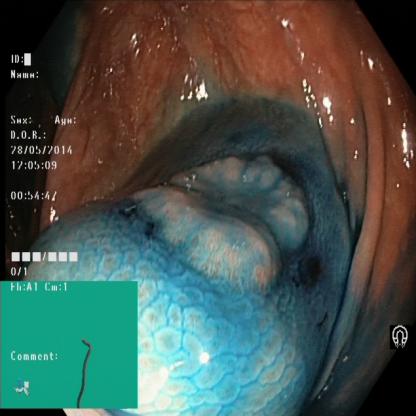 ID:
Name:
Sex: Age:
D.O.B.:
28/05/2014
12:05:09
00:54:47
■■■/■■■
0/1
Eh:A1 Cm:1
Comment: